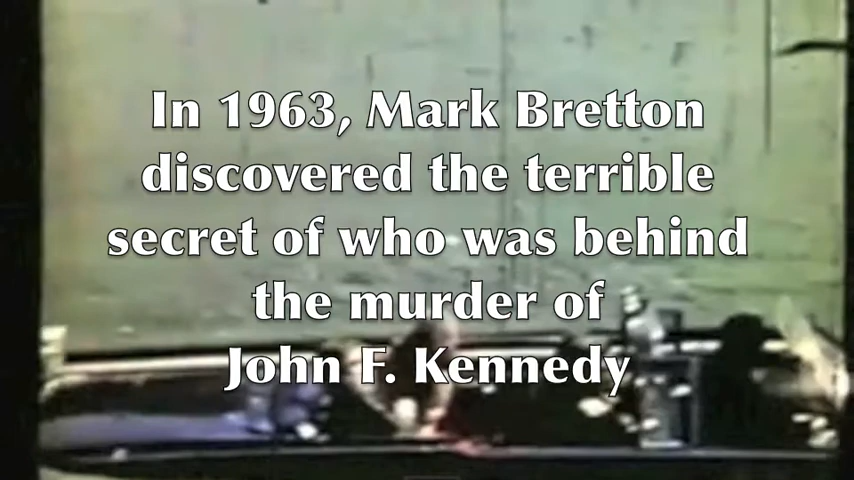 In 1963, Mark Bretton
discovered the terrible
secret of who was behind
the murder of
John F. Kennedy